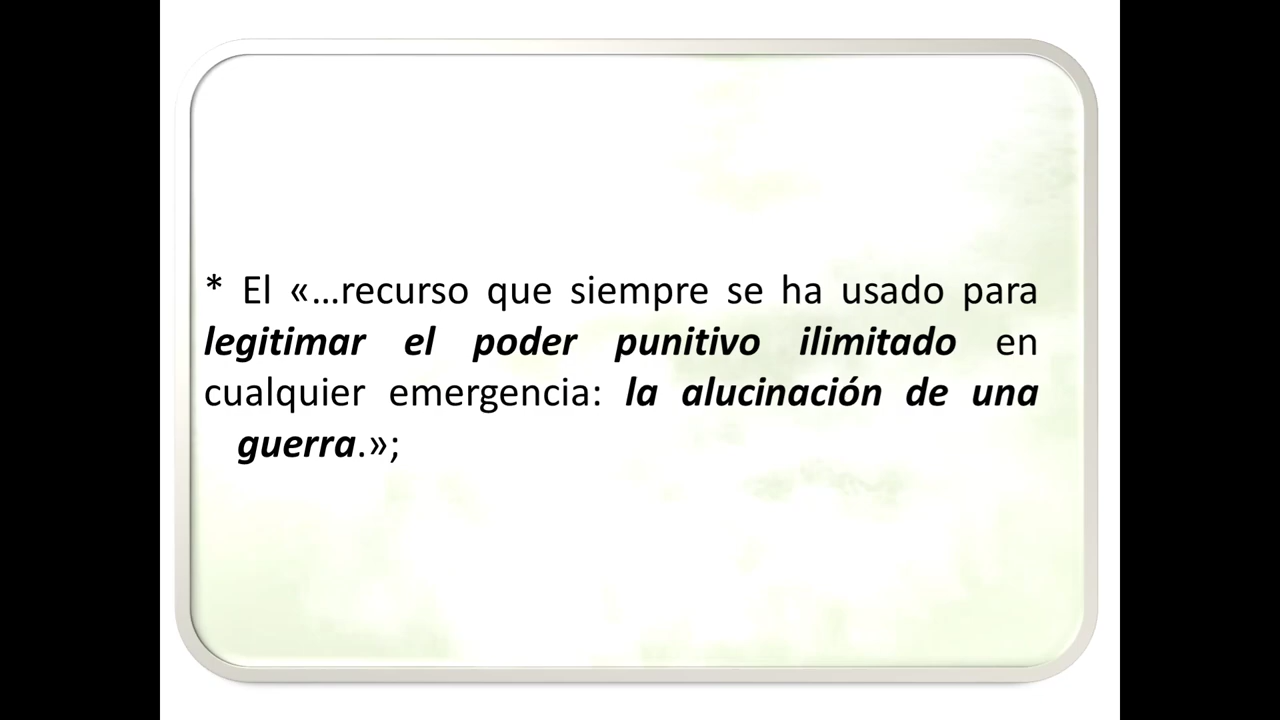 * El «…recurso que siempre se ha usado para
legitimar el poder punitivo ilimitado en
cualquier emergencia: la alucinación de una
guerra.»;